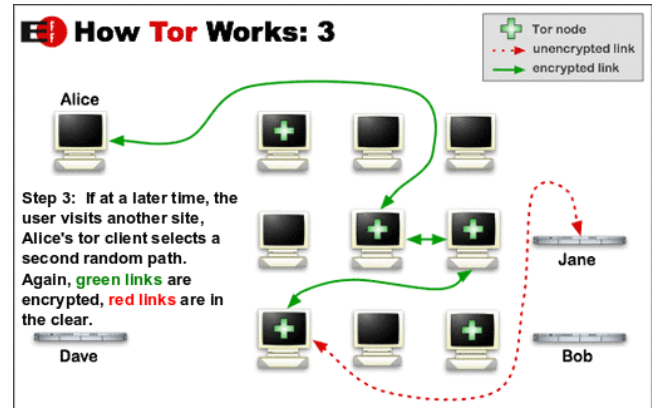 EFF How Tor Works: 3
Tor node
unencrypted link
encrypted link
Alice
Step 3: If at a later time, the
user visits another site,
Alice's tor client selects a
second random path.
Again, green links are
encrypted, red links are in
the clear.
Jane
Dave
Bob